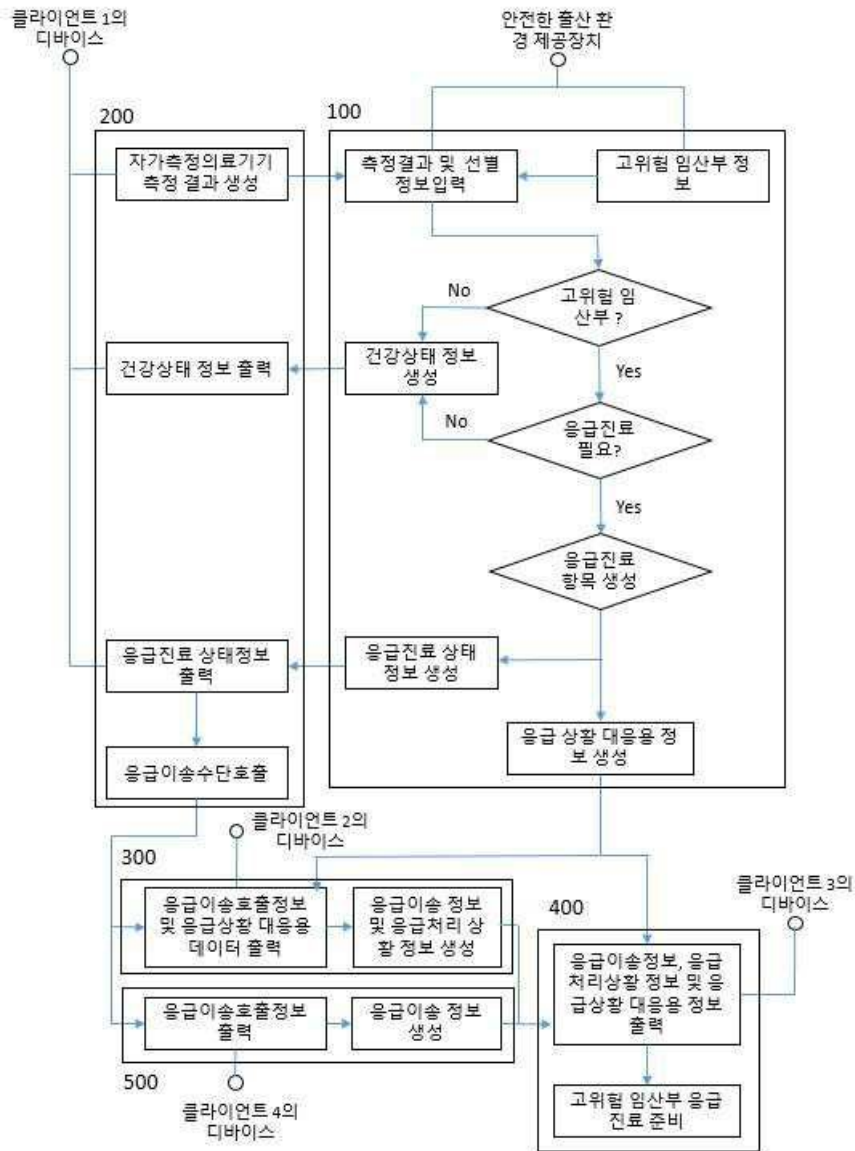 클라이언트 1의
디바이스
안전한 출산 환
경 제공장치
200
100
자가측정의료기기
측정 결과 생성
측정결과 및 선별
정보입력
고위험 임산부 정
보
고위험 임
산부 ?
No
건강상태 정보 출력
건강상태 정보
생성
Yes
No
응급진료
필요?
Yes
응급진료
항목 생성
응급진료 상태정보
출력
응급진료 상태
정보 생성
응급 상황 대응용 정
보 생성
응급이송수단호출
클라이언트 2의
디바이스
300
클라이언트 3의
디바이스
400
응급이송호출정보
및 응급상황 대응용
데이터 출력
응급이송 정보
및 응급처리 상
황 정보 생성
응급이송정보, 응급
처리상황 정보 및 응
급상황 대응용 정보
출력
응급이송호출정보
출력
응급이송 정보
생성
500
클라이언트 4의
디바이스
고위험 임산부 응급
진료 준비